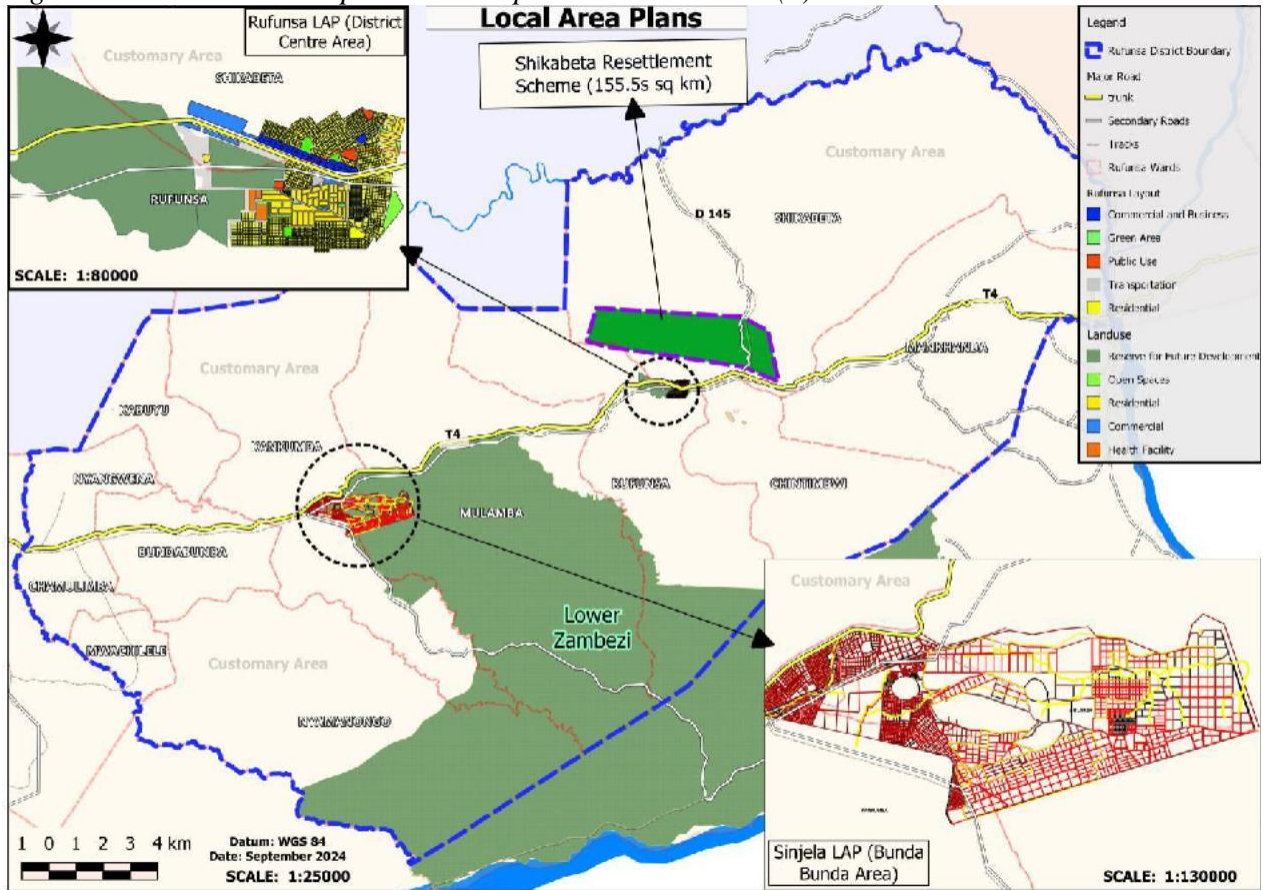 Local Area Plans
Rufunsa LAP (District
Centre Area)
Customary Area
SHIKABETA
RUFUNSA
SCALE: 1:80000
Shikabeta Resettlement
Scheme (155.5s sq km)
Legend
Rufunsa District Boundary
Major Road
trunk
Secondary Roads
Tracks
Rufunsa Wards
Rufunsa Layout
Commercial and Business
Green Area
Public Use
Transportation
Residential
Landuse
Reserve for Future Development
Open Spaces
Residential
Commercial
Health Facility
Customary Area
D 145
SHIKABETA
T4
MANKHANDA
Customary Area
KABUYU
YANKUMBA
T4
NYANGWENA
RUFUNSA
CHINTIMBWI
MULAMBA
BUNDABUNDA
CHAMULIMBA
Lower
Zambezi
MWACHILELE
Customary Area
NYAMANONGO
Customary Area
Sinjela LAP (Bunda
Bunda Area)
SCALE: 1:130000
1 0 1 2 3 4 km
Datum: WGS 84
Date: September 2024
SCALE: 1:25000